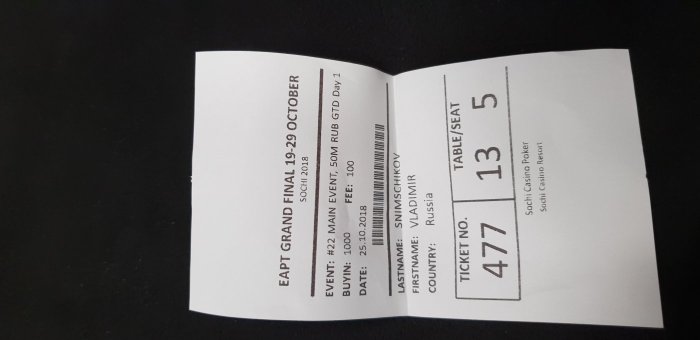 EAPT GRAND FINAL 19-29 OCTOBER
SOCHI 2018
EVENT: #22 MAIN EVENT, 50M RUB GTD Day 1
BUYIN: 1000 FEE: 100
DATE: 25.10.2018
LASTNAME: SNIMSCHIKOV
FIRSTNAME: VLADIMIR
COUNTRY: Russia
TICKET NO. TABLE/SEAT
477 13 5
Sochi Casino Poker
Sochi Casino Resort